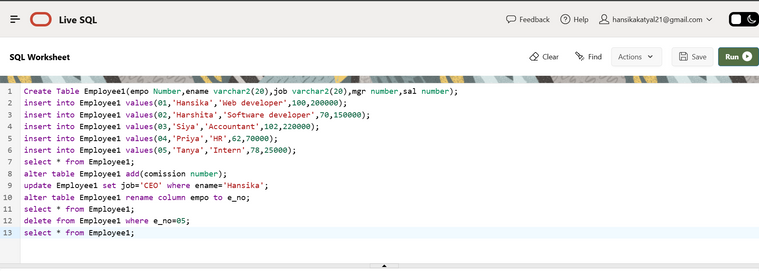 Live SQL
Feedback
Help
hansikakatyal21@gmail.com
SQL Worksheet
Clear
Find
Actions
Save
Run
1 Create Table Employee1(empo Number,ename varchar2(20),job varchar2(20),mgr number,sal number);
2 insert into Employee1 values(01,'Hansika','Web developer',100,200000);
3 insert into Employee1 values(02,'Harshita','Software developer',70,150000);
4 insert into Employee1 values(03,'Siya','Accountant',102,220000);
5 insert into Employee1 values(04,'Priya','HR',62,70000);
6 insert into Employee1 values(05,'Tanya','Intern',78,25000);
7 select * from Employee1;
8 alter table Employee1 add(comission number);
9 update Employee1 set job='CEO' where ename='Hansika';
10 alter table Employee1 rename column empo to e_no;
11 select * from Employee1;
12 delete from Employee1 where e_no=05;
13 select * from Employee1;